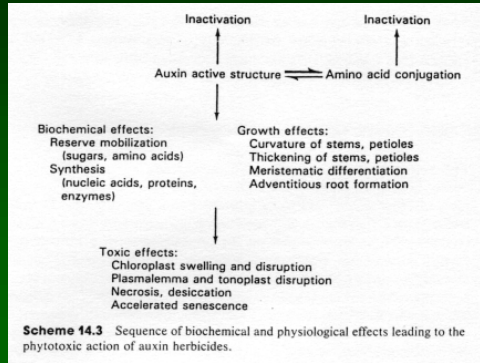 Inactivation Inactivation
Auxin active structure Amino acid conjugation
Biochemical effects:
Reserve mobilization
(sugars, amino acids)
Synthesis
(nucleic acids, proteins,
enzymes)
Growth effects:
Curvature of stems, petioles
Thickening of stems, petioles
Meristematic differentiation
Adventitious root formation
Toxic effects:
Chloroplast swelling and disruption
Plasmalemma and tonoplast disruption
Necrosis, desiccation
Accelerated senescence
Scheme 14.3 Sequence of biochemical and physiological effects leading to the
phytotoxic action of auxin herbicides.